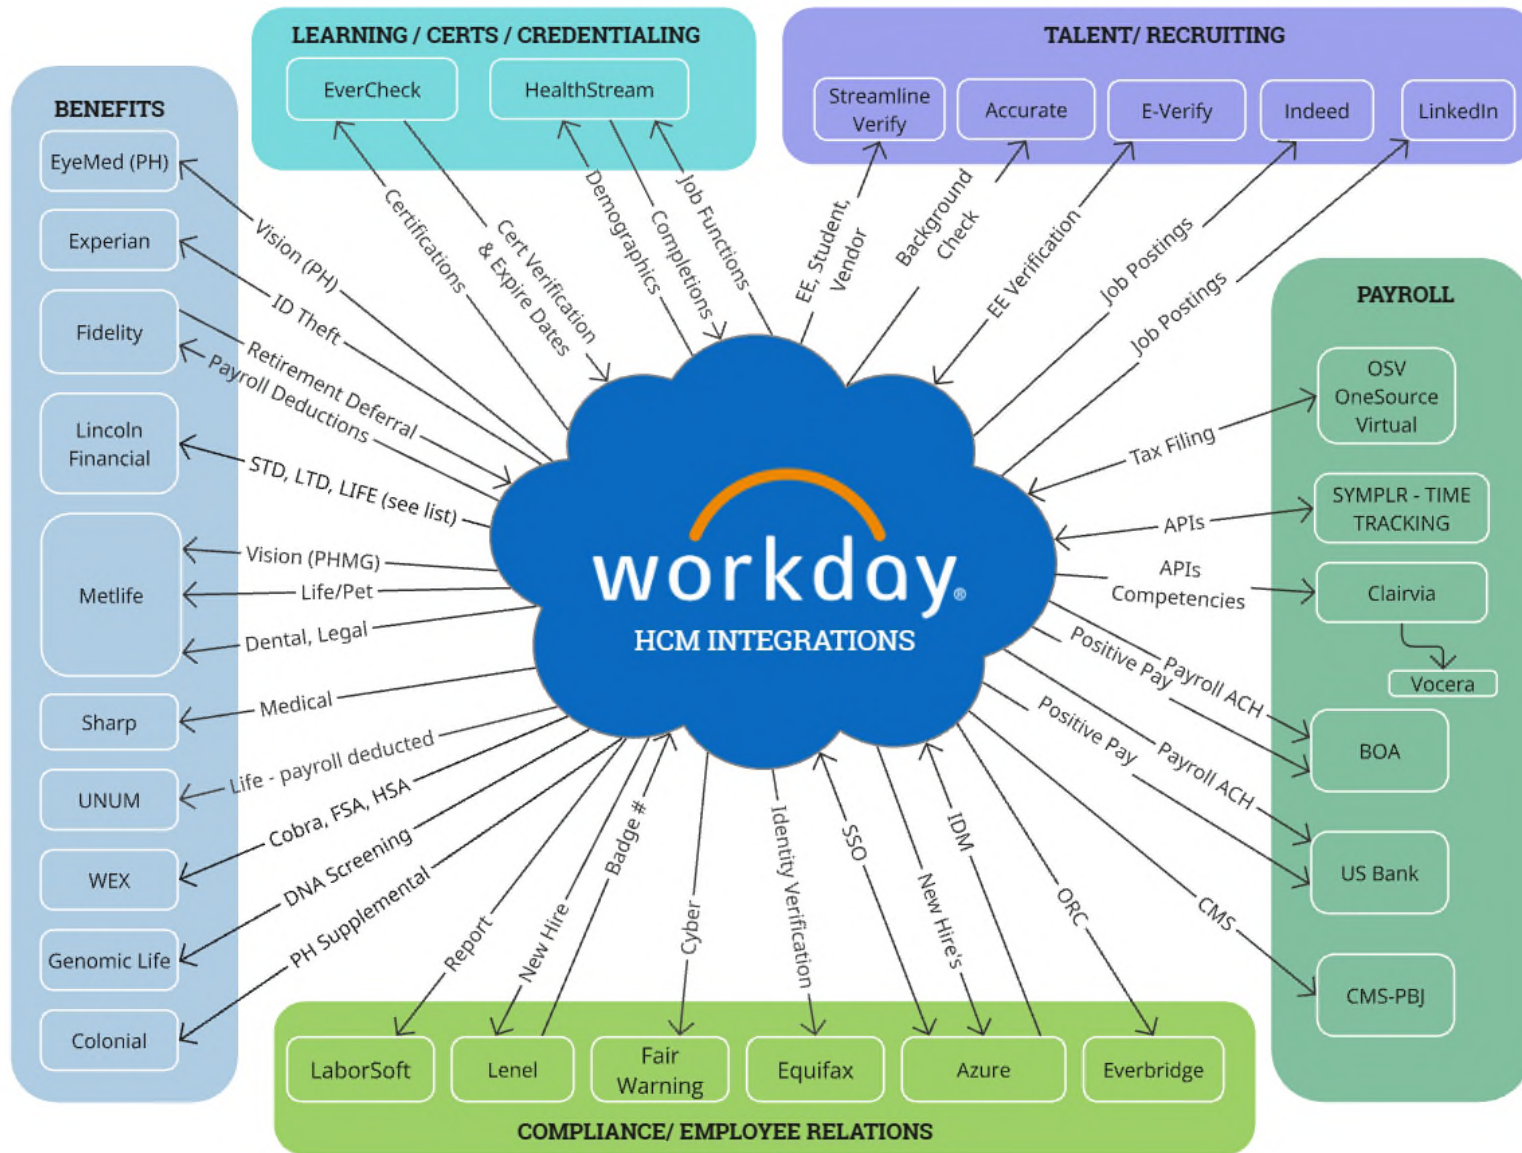 LEARNING / CERTS / CREDENTIALING
EverCheck
HealthStream
TALENT/ RECRUITING
Streamline
Verify
Accurate
E-Verify
Indeed
LinkedIn
BENEFITS
EyeMed (PH)
Experian
Fidelity
Lincoln
Financial
Metlife
Sharp
UNUM
WEX
Genomic Life
Colonial
Certifications
Cert Verification
& Expire Dates
Demographics
Completions
Job Functions
EE, Student,
Vendor
Background
Check
EE Verification
Job Postings
Job Postings
Vision (PH)
ID Theft
Retirement Deferral
Payroll Deductions
STD, LTD, LIFE (see list)
Vision (PHMG)
Life/Pet
Dental, Legal
Medical
Life - payroll deducted
Cobra, FSA, HSA
DNA Screening
PH Supplemental
workday®
HCM INTEGRATIONS
PAYROLL
OSV
OneSource
Virtual
SYMPLR - TIME
TRACKING
Clairvia
Vocera
BOA
US Bank
CMS-PBJ
Tax Filing
APIs
APIs
Competencies
Payroll ACH
Positive Pay
Payroll ACH
Positive Pay
CMS
Report
New Hire
Badge #
Cyber
Identity Verification
SSO
New Hire's
IDM
ORC
LaborSoft
Lenel
Fair
Warning
Equifax
Azure
Everbridge
COMPLIANCE/ EMPLOYEE RELATIONS